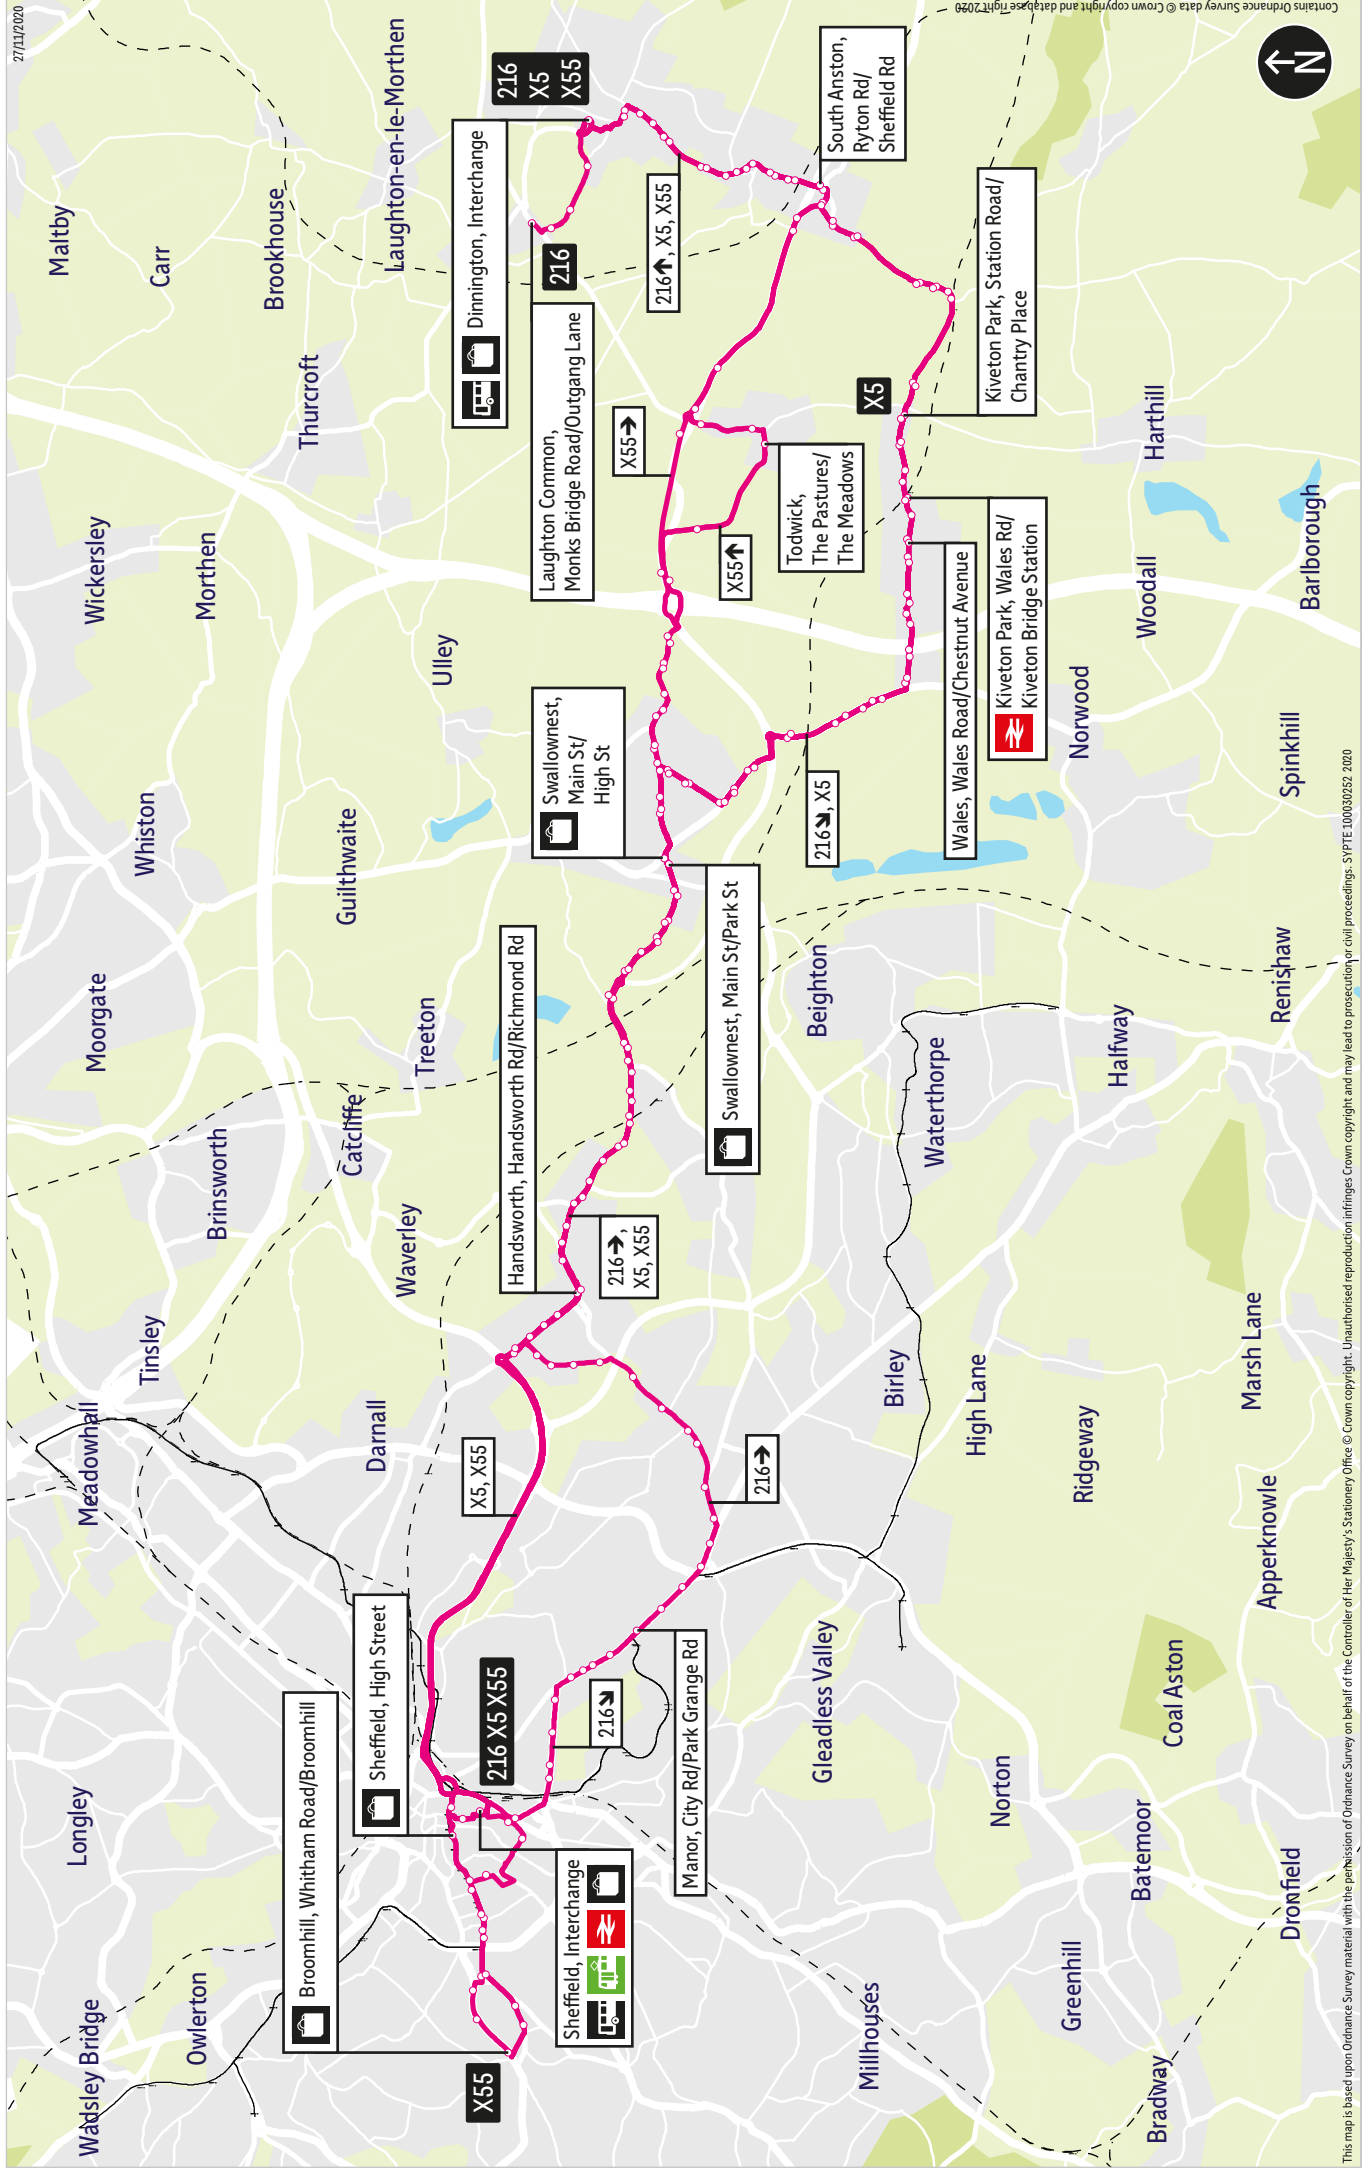 27/11/2020
Contains Ordnance Survey data © Crown copyright and database right 2020
N
Wadsley Bridge
Longley
Meadowhall
Tinsley
Moorgate
Whiston
Wickersley
Maltby
Owlerton
Brinsworth
Morthen
Carr
Brookhouse
Catcliffe
Guilthwaite
Thurcroft
Darnall
Waverley
Treeton
Ulley
Laughton-en-le-Morthen
Broomhill, Whitham Road/Broomhill
Sheffield, High Street
X5, X55
216 X5 X55
X55
Sheffield, Interchange
216➔
Manor, City Rd/Park Grange Rd
216➔
Handsworth, Handsworth Rd/Richmond Rd
216➔,
X5, X55
Swallownest,
Main St/
High St
Swallownest, Main St/Park St
216➔, X5
Dinnington, Interchange
216
X5
X55
216
Laughton Common,
Monks Bridge Road/Outgang Lane
216↑, X5, X55
X55➔
X55↑
Todwick,
The Pastures/
The Meadows
South Anston,
Ryton Rd/
Sheffield Rd
X5
Kiveton Park, Station Road/
Chantry Place
Kiveton Park, Wales Rd/
Kiveton Bridge Station
Wales, Wales Road/Chestnut Avenue
Millhouses
Gleadless Valley
Birley
Beighton
Waterthorpe
High Lane
Norton
Ridgeway
Halfway
Norwood
Woodall
Harthill
Greenhill
Batemoor
Coal Aston
Bradway
Dronfield
Apperknowle
Marsh Lane
Renishaw
Spinkhill
Barlborough
This map is based upon Ordnance Survey material with the permission of Ordnance Survey on behalf of the Controller of Her Majesty's Stationery Office © Crown copyright. Unauthorised reproduction infringes Crown copyright and may lead to prosecution or civil proceedings. SYPTE 100030252 2020